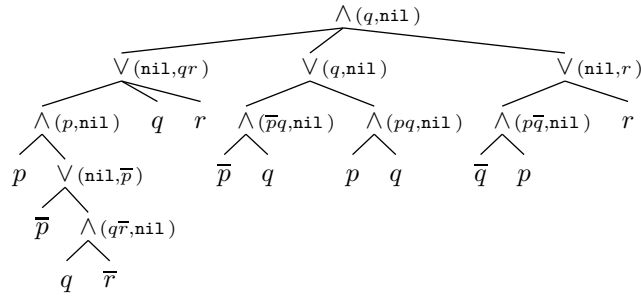 ∧ (q,nil)
∨ (nil,qr) ∨ (q,nil) ∨ (nil,r)
∧ (p,nil) q r ∧ (p̅q,nil) ∧ (pq,nil) ∧ (pq̅,nil) r
p ∨ (nil,p̅) p̅ q p q q̅ p
p̅ ∧ (qr̅,nil)
q r̅